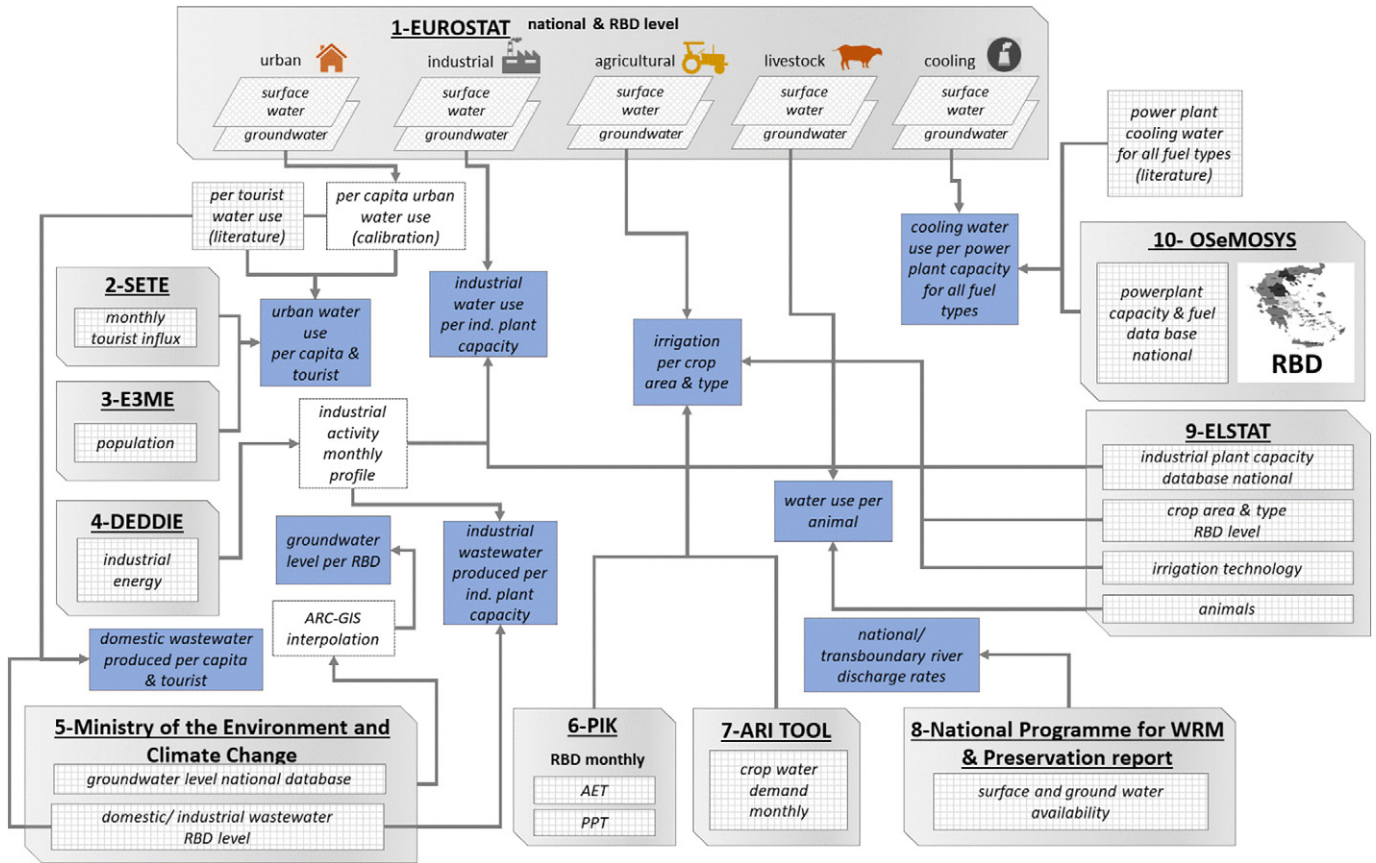 1-EUROSTAT national & RBD level
urban
industrial
agricultural
livestock
cooling
surface
water
groundwater
surface
water
groundwater
surface
water
groundwater
surface
water
groundwater
surface
water
groundwater
power plant
cooling water
for all fuel types
(literature)
per tourist
water use
(literature)
per capita urban
water use
(calibration)
cooling water
use per power
plant capacity
for all fuel
types
10- OSeMOSYS
powerplant
capacity & fuel
data base
national
RBD
2-SETE
monthly
tourist influx
urban water
use
per capita &
tourist
industrial
water use
per ind. plant
capacity
irrigation
per crop
area & type
3-E3ME
population
industrial
activity
monthly
profile
9-ELSTAT
industrial plant capacity
database national
crop area & type
RBD level
irrigation technology
animals
water use per
animal
4-DEDDIE
industrial
energy
groundwater
level per RBD
industrial
wastewater
produced per
ind. plant
capacity
ARC-GIS
interpolation
domestic wastewater
produced per capita
& tourist
national/
transboundary river
discharge rates
5-Ministry of the Environment and
Climate Change
groundwater level national database
domestic/ industrial wastewater
RBD level
6-PIK
RBD monthly
AET
PPT
7-ARI TOOL
crop water
demand
monthly
8-National Programme for WRM
& Preservation report
surface and ground water
availability